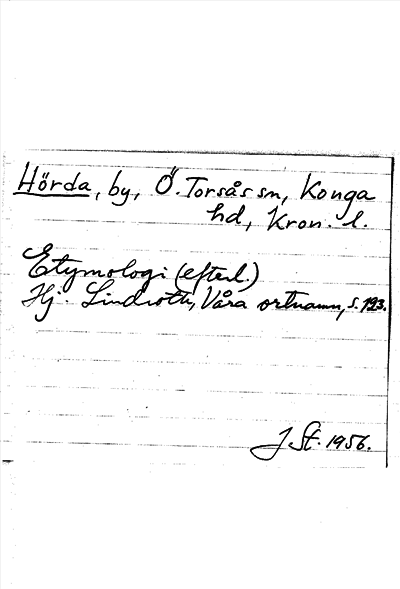 Hörda, by, Ö. Torsås sn, Konga
hd, Kron. l.
Etymologi (efterl.)
Hj. Lindroth, Våra ortnamn, s. 193.
J. St. 1956.